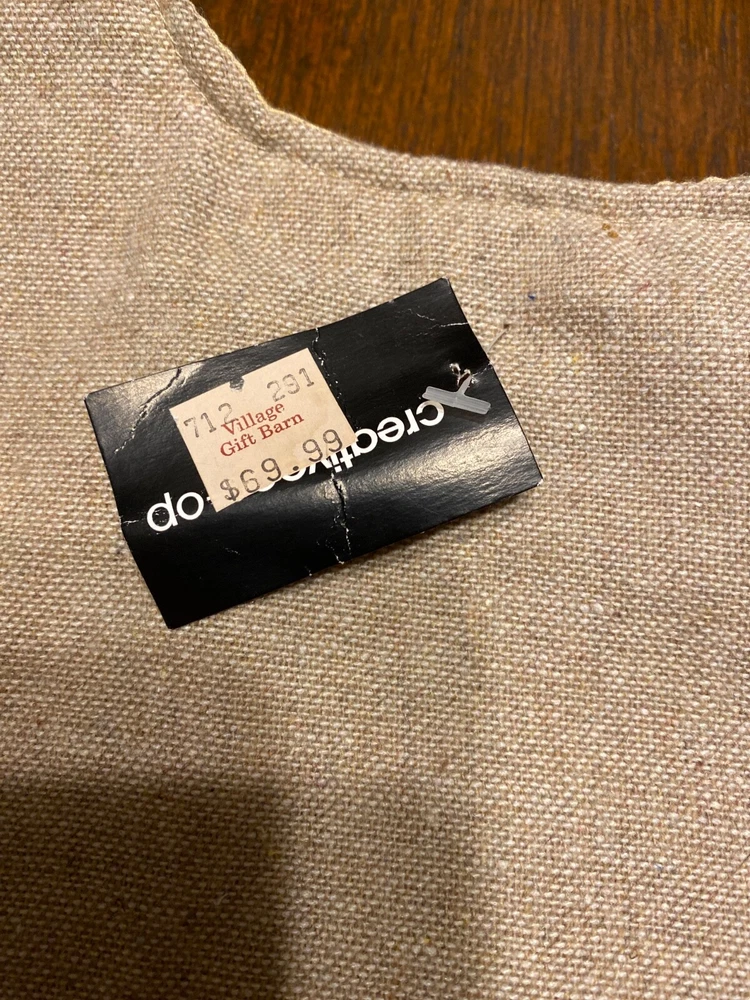 712 291
Village
Gift Barn
$69.99
creative op